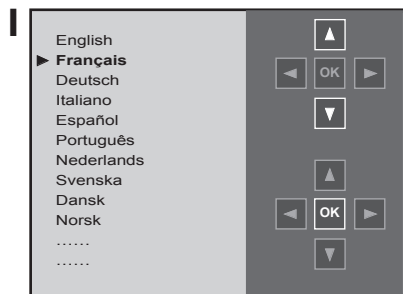 English
Français
Deutsch
Italiano
Español
Português
Nederlands
Svenska
Dansk
Norsk
......
......
OK
OK